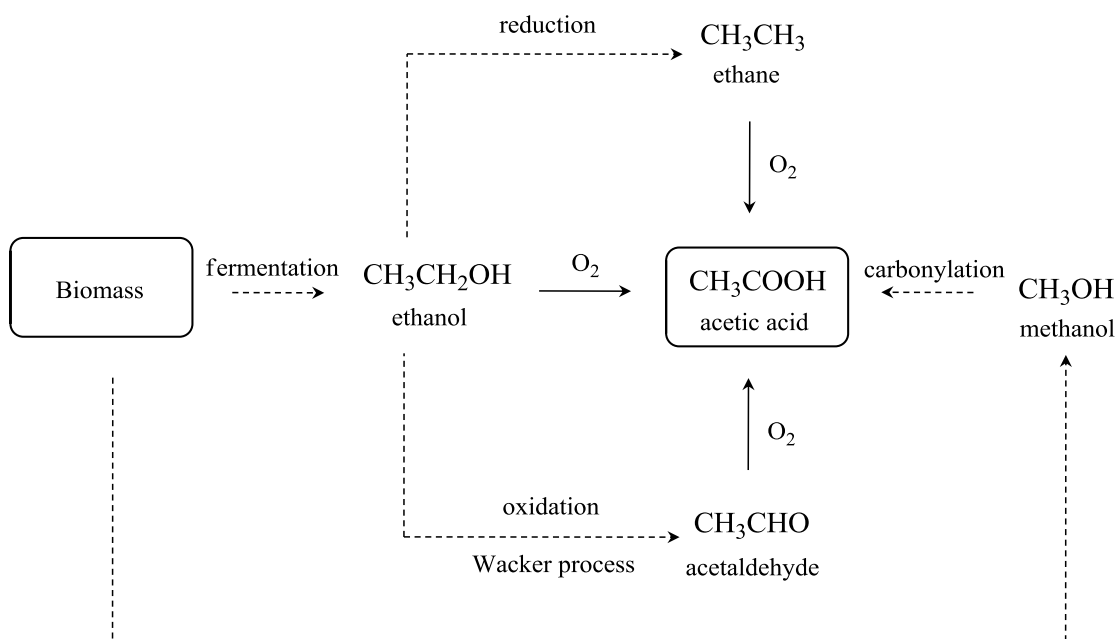 reduction
CH₃CH₃
ethane
O₂
Biomass
fermentation
CH₃CH₂OH
ethanol
O₂
CH₃COOH
acetic acid
carbonylation
CH₃OH
methanol
O₂
oxidation
Wacker process
CH₃CHO
acetaldehyde